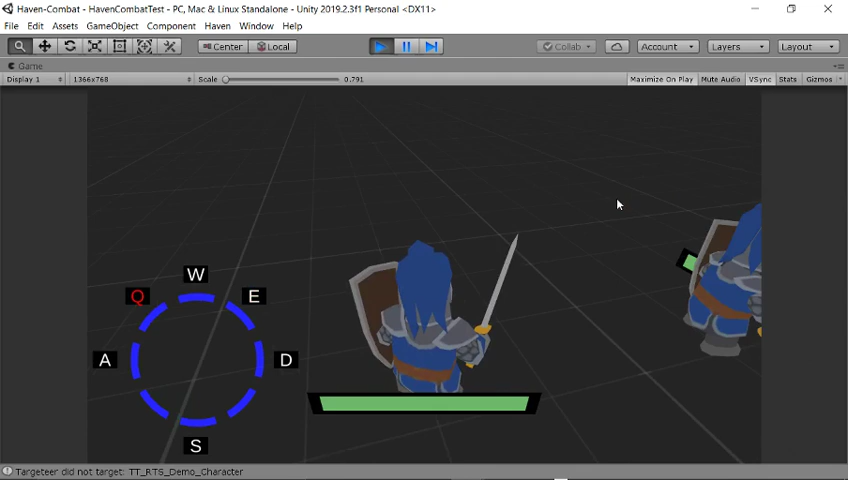 Haven-Combat - HavenCombatTest - PC, Mac & Linux Standalone - Unity 2019.2.3f1 Personal <DX11>
File Edit Assets GameObject Component Haven Window Help
Center Local Collab Account Layers Layout
Game
Display 1 1366x768 Scale 0.791 Maximize On Play Mute Audio VSync Stats Gizmos
W
Q E
A D
S
Targeteer did not target: TT_RTS_Demo_Character